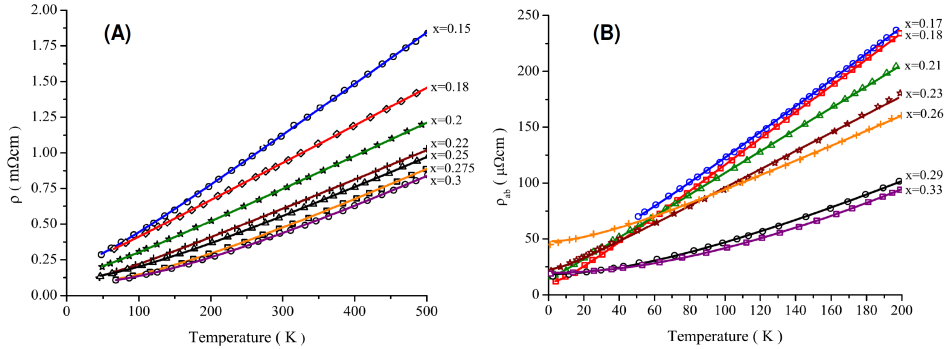 (A)
ρ ( mΩcm )
2.00
1.75
1.50
1.25
1.00
0.75
0.50
0.25
0.00
0
100
200
300
400
500
Temperature ( K )
x=0.15
x=0.18
x=0.2
x=0.22
x=0.25
x=0.275
x=0.3
(B)
ρab ( μΩcm )
250
200
150
100
50
0
0
20
40
60
80
100
120
140
160
180
200
Temperature ( K )
x=0.17
x=0.18
x=0.21
x=0.23
x=0.26
x=0.29
x=0.33